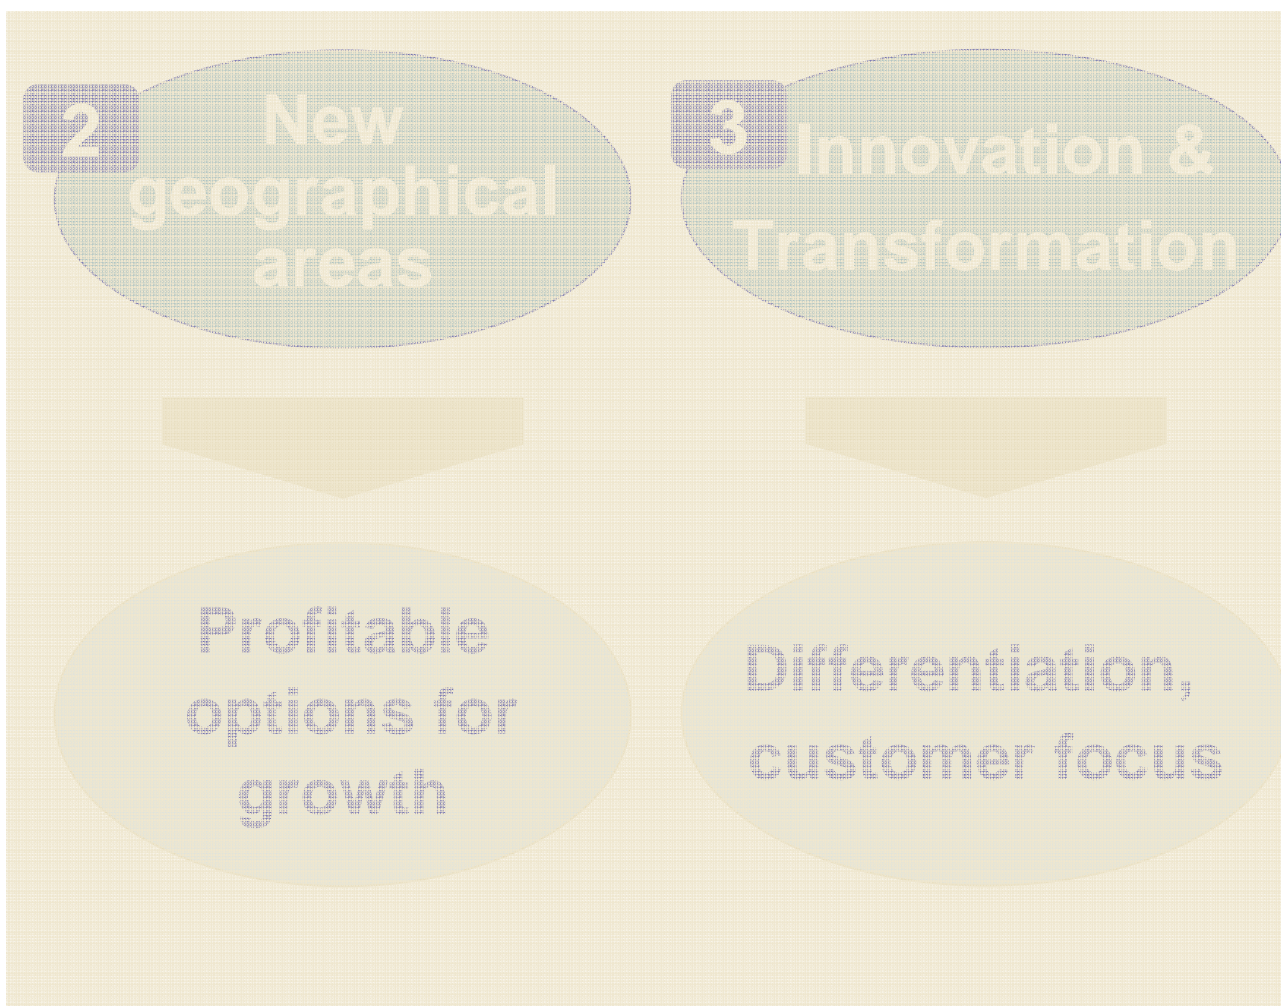 2
New
geographical
areas
3
Innovation &
Transformation
Profitable
options for
growth
Differentiation,
customer focus